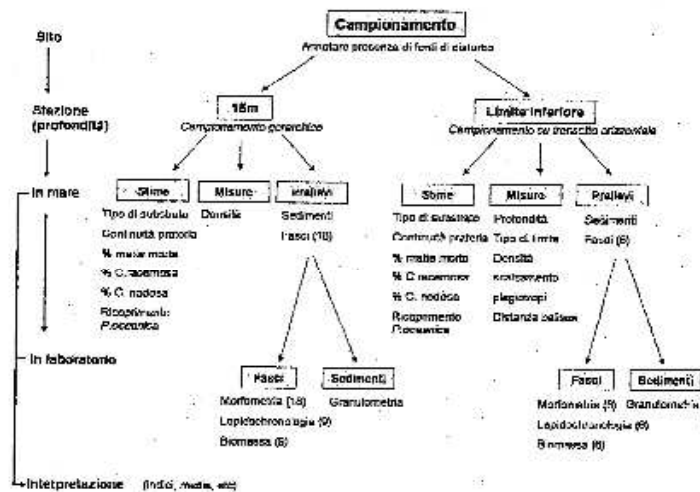 Sito
Campionamento
Annotare presenza di fonti di disturbo
Stazione
(profondità)
15m
Campionamento gerarchico
Limite inferiore
Campionamento su transetto orizzontale
In mare
Stime
Misure
Prelievi
Tipo di substrato
Continuità prateria
% matte morta
% C. racemosa
% C. nodosa
Ricoprimento
P.oceanica
Densità
Sedimenti
Fasci (18)
Stime
Misure
Prelievi
Tipo di substrato
Continuità prateria
% matte morta
% C racemosa
% C. nodosa
Ricoprimento
P.oceanica
Profondità
Tipo di limite
Densità
scalzamento
plagiotropi
Distanza balises
Sedimenti
Fasci (6)
In laboratorio
Fasci
Sedimenti
Morfometria (18)
Lepidochronologia (9)
Biomassa
Granulometria
Fasci
Sedimenti
Morfometria (6)
Lepidochronologia (6)
Biomassa (6)
Granulometria
Interpretazione (Indici, medie, etc)